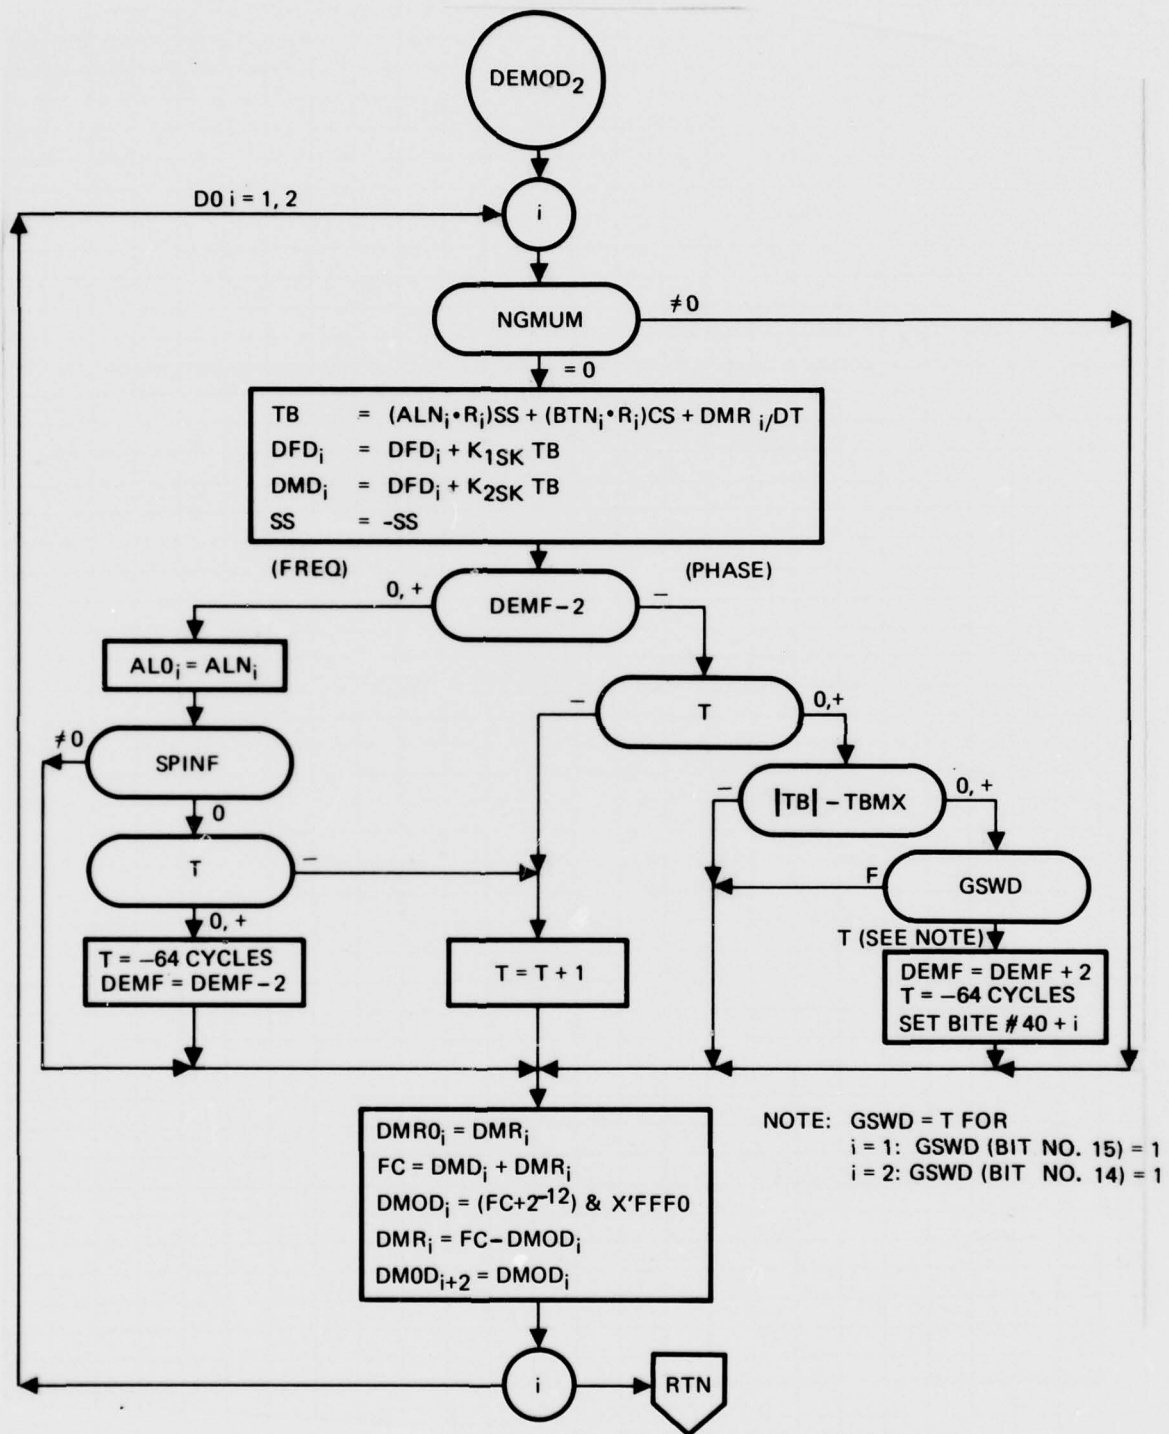 DEMOD2
D0 i = 1, 2
i
NGMUM
≠0
= 0
TB = (ALNi•Ri)SS + (BTNi•Ri)CS + DMR i/DT
DFDi = DFDi + K1SK TB
DMDi = DFDi + K2SK TB
SS = -SS
(FREQ)
(PHASE)
0, +
DEMF-2
–
AL0i = ALNi
–
T
0,+
≠0
SPINF
–
|TB| – TBMX
0, +
0
T
–
F
GSWD
0, +
T (SEE NOTE)
T = –64 CYCLES
DEMF = DEMF-2
T = T + 1
DEMF = DEMF + 2
T = –64 CYCLES
SET BITE #40 + i
DMR0i = DMRi
FC = DMDi + DMRi
DMODi = (FC+2-12) & X'FFF0
DMRi = FC–DMODi
DM0Di+2 = DMODi
NOTE: GSWD = T FOR
i = 1: GSWD (BIT NO. 15) = 1
i = 2: GSWD (BIT NO. 14) = 1
i
RTN